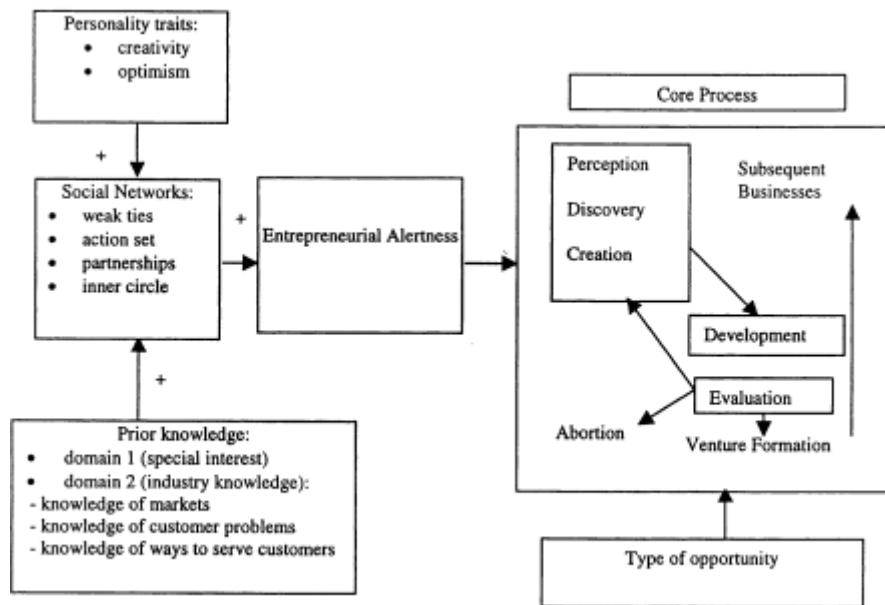 Personality traits:
• creativity
• optimism
+
Social Networks:
• weak ties
• action set
• partnerships
• inner circle
+
Entrepreneurial Alertness
+
Prior knowledge:
• domain 1 (special interest)
• domain 2 (industry knowledge):
- knowledge of markets
- knowledge of customer problems
- knowledge of ways to serve customers
Core Process
Perception
Discovery
Creation
Subsequent
Businesses
Development
Evaluation
Abortion
Venture Formation
Type of opportunity